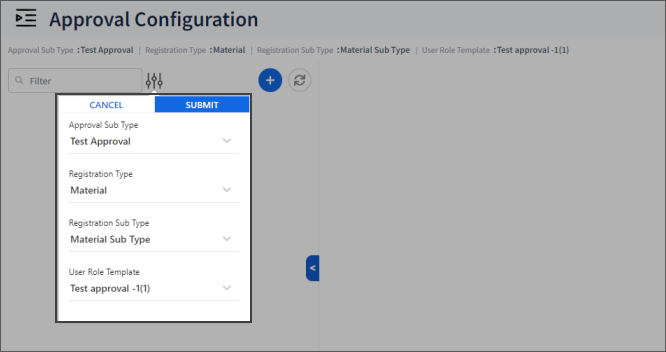 Approval Configuration
Approval Sub Type : Test Approval | Registration Type : Material | Registration Sub Type : Material Sub Type | User Role Template : Test approval -1(1)
Filter
CANCEL SUBMIT
Approval Sub Type
Test Approval
Registration Type
Material
Registration Sub Type
Material Sub Type
User Role Template
Test approval -1(1)